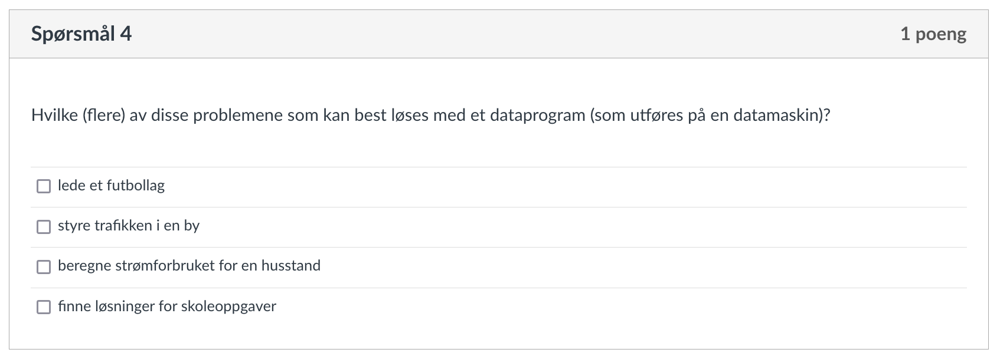 Spørsmål 4
1 poeng
Hvilke (flere) av disse problemene som kan best løses med et dataprogram (som utføres på en datamaskin)?
lede et futbollag
styre trafikken i en by
beregne strømforbruket for en husstand
finne løsninger for skoleoppgaver